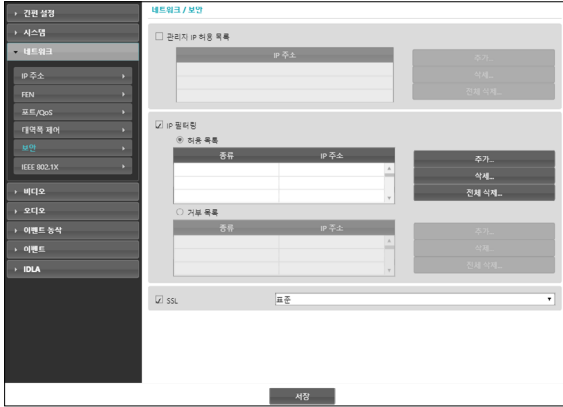 간편 설정
시스템
네트워크
IP 주소
FEN
포트/QoS
대역폭 제어
보안
IEEE 802.1X
비디오
오디오
이벤트 동작
이벤트
IDLA
네트워크 / 보안
관리지 IP 허용 목록
IP 주소
추가...
삭제...
전체 삭제...
IP 필터링
허용 목록
종류 IP 주소
추가...
삭제...
전체 삭제...
거부 목록
종류 IP 주소
추가...
삭제...
전체 삭제...
SSL 표준
저장